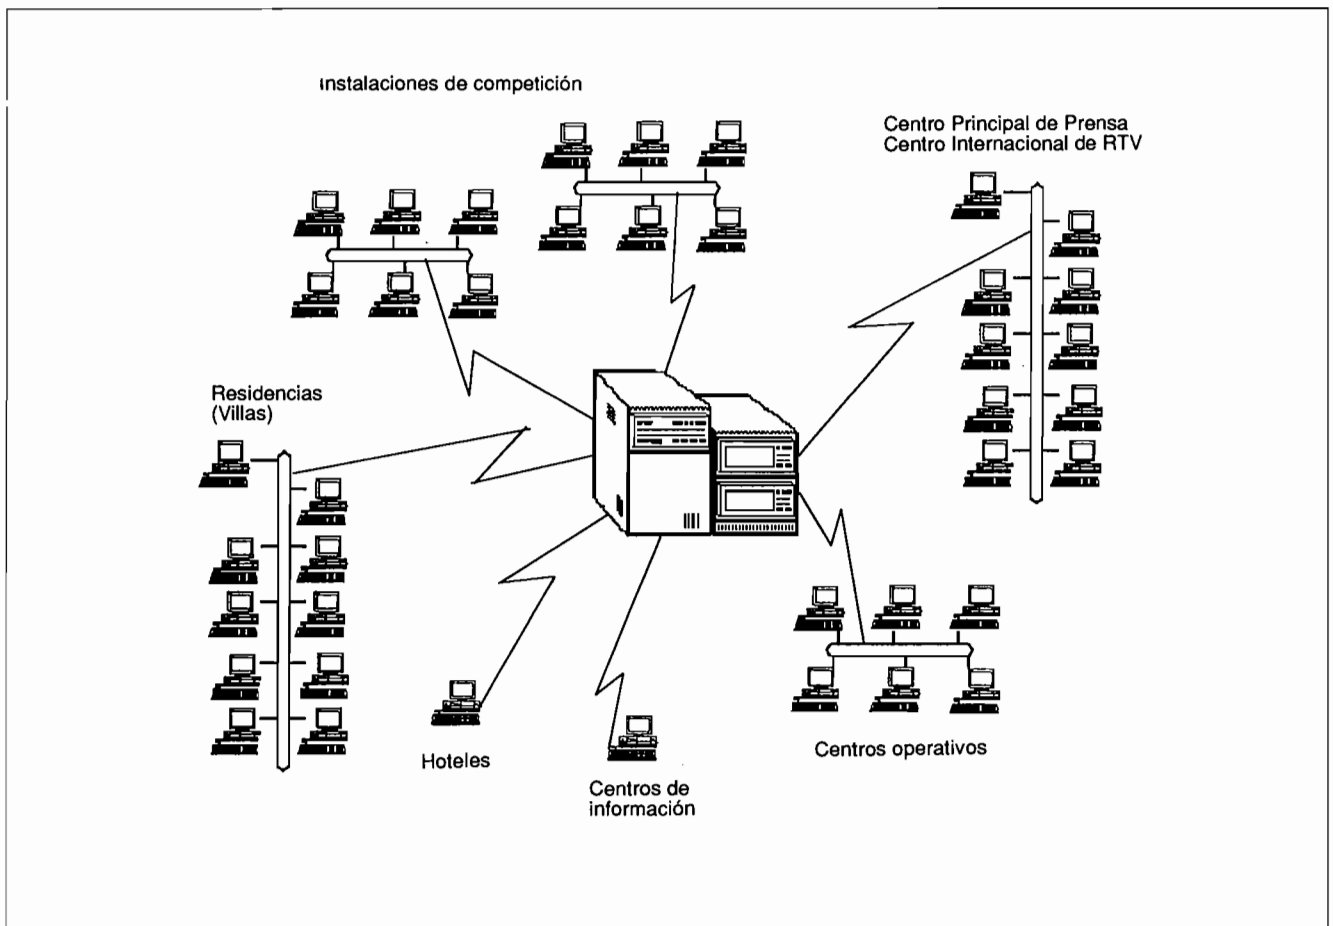 Instalaciones de competición
Centro Principal de Prensa
Centro Internacional de RTV
Residencias
(Villas)
Hoteles
Centros de
información
Centros operativos